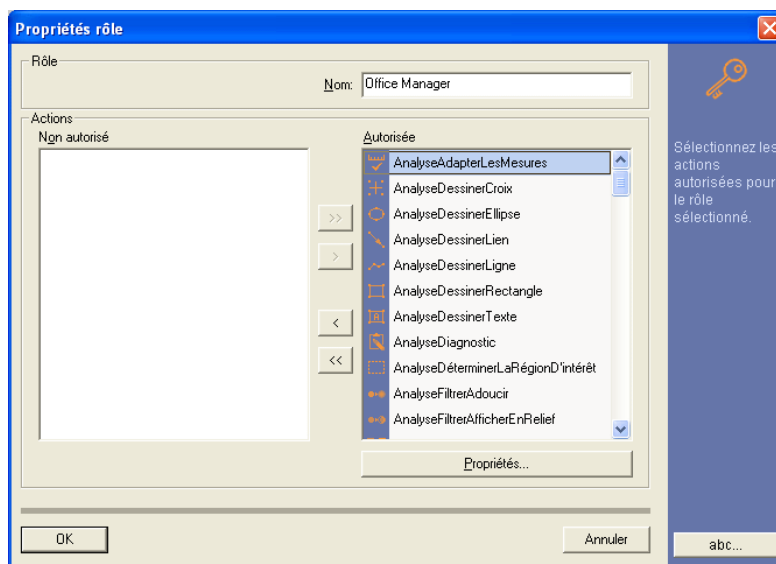 Propriétés rôle
Rôle
Nom: Office Manager
Actions
Non autorisé
Autorisée
AnalyseAdapterLesMesures
AnalyseDessinerCroix
AnalyseDessinerEllipse
AnalyseDessinerLien
AnalyseDessinerLigne
AnalyseDessinerRectangle
AnalyseDessinerTexte
AnalyseDiagnostic
AnalyseDéterminerLaRégionD'intérêt
AnalyseFiltrerAdoucir
AnalyseFiltrerAfficherEnRelief
>>
>
<
<<
Propriétés...
OK
Annuler
Sélectionnez les
actions
autorisées pour
le rôle
sélectionné.
abc...